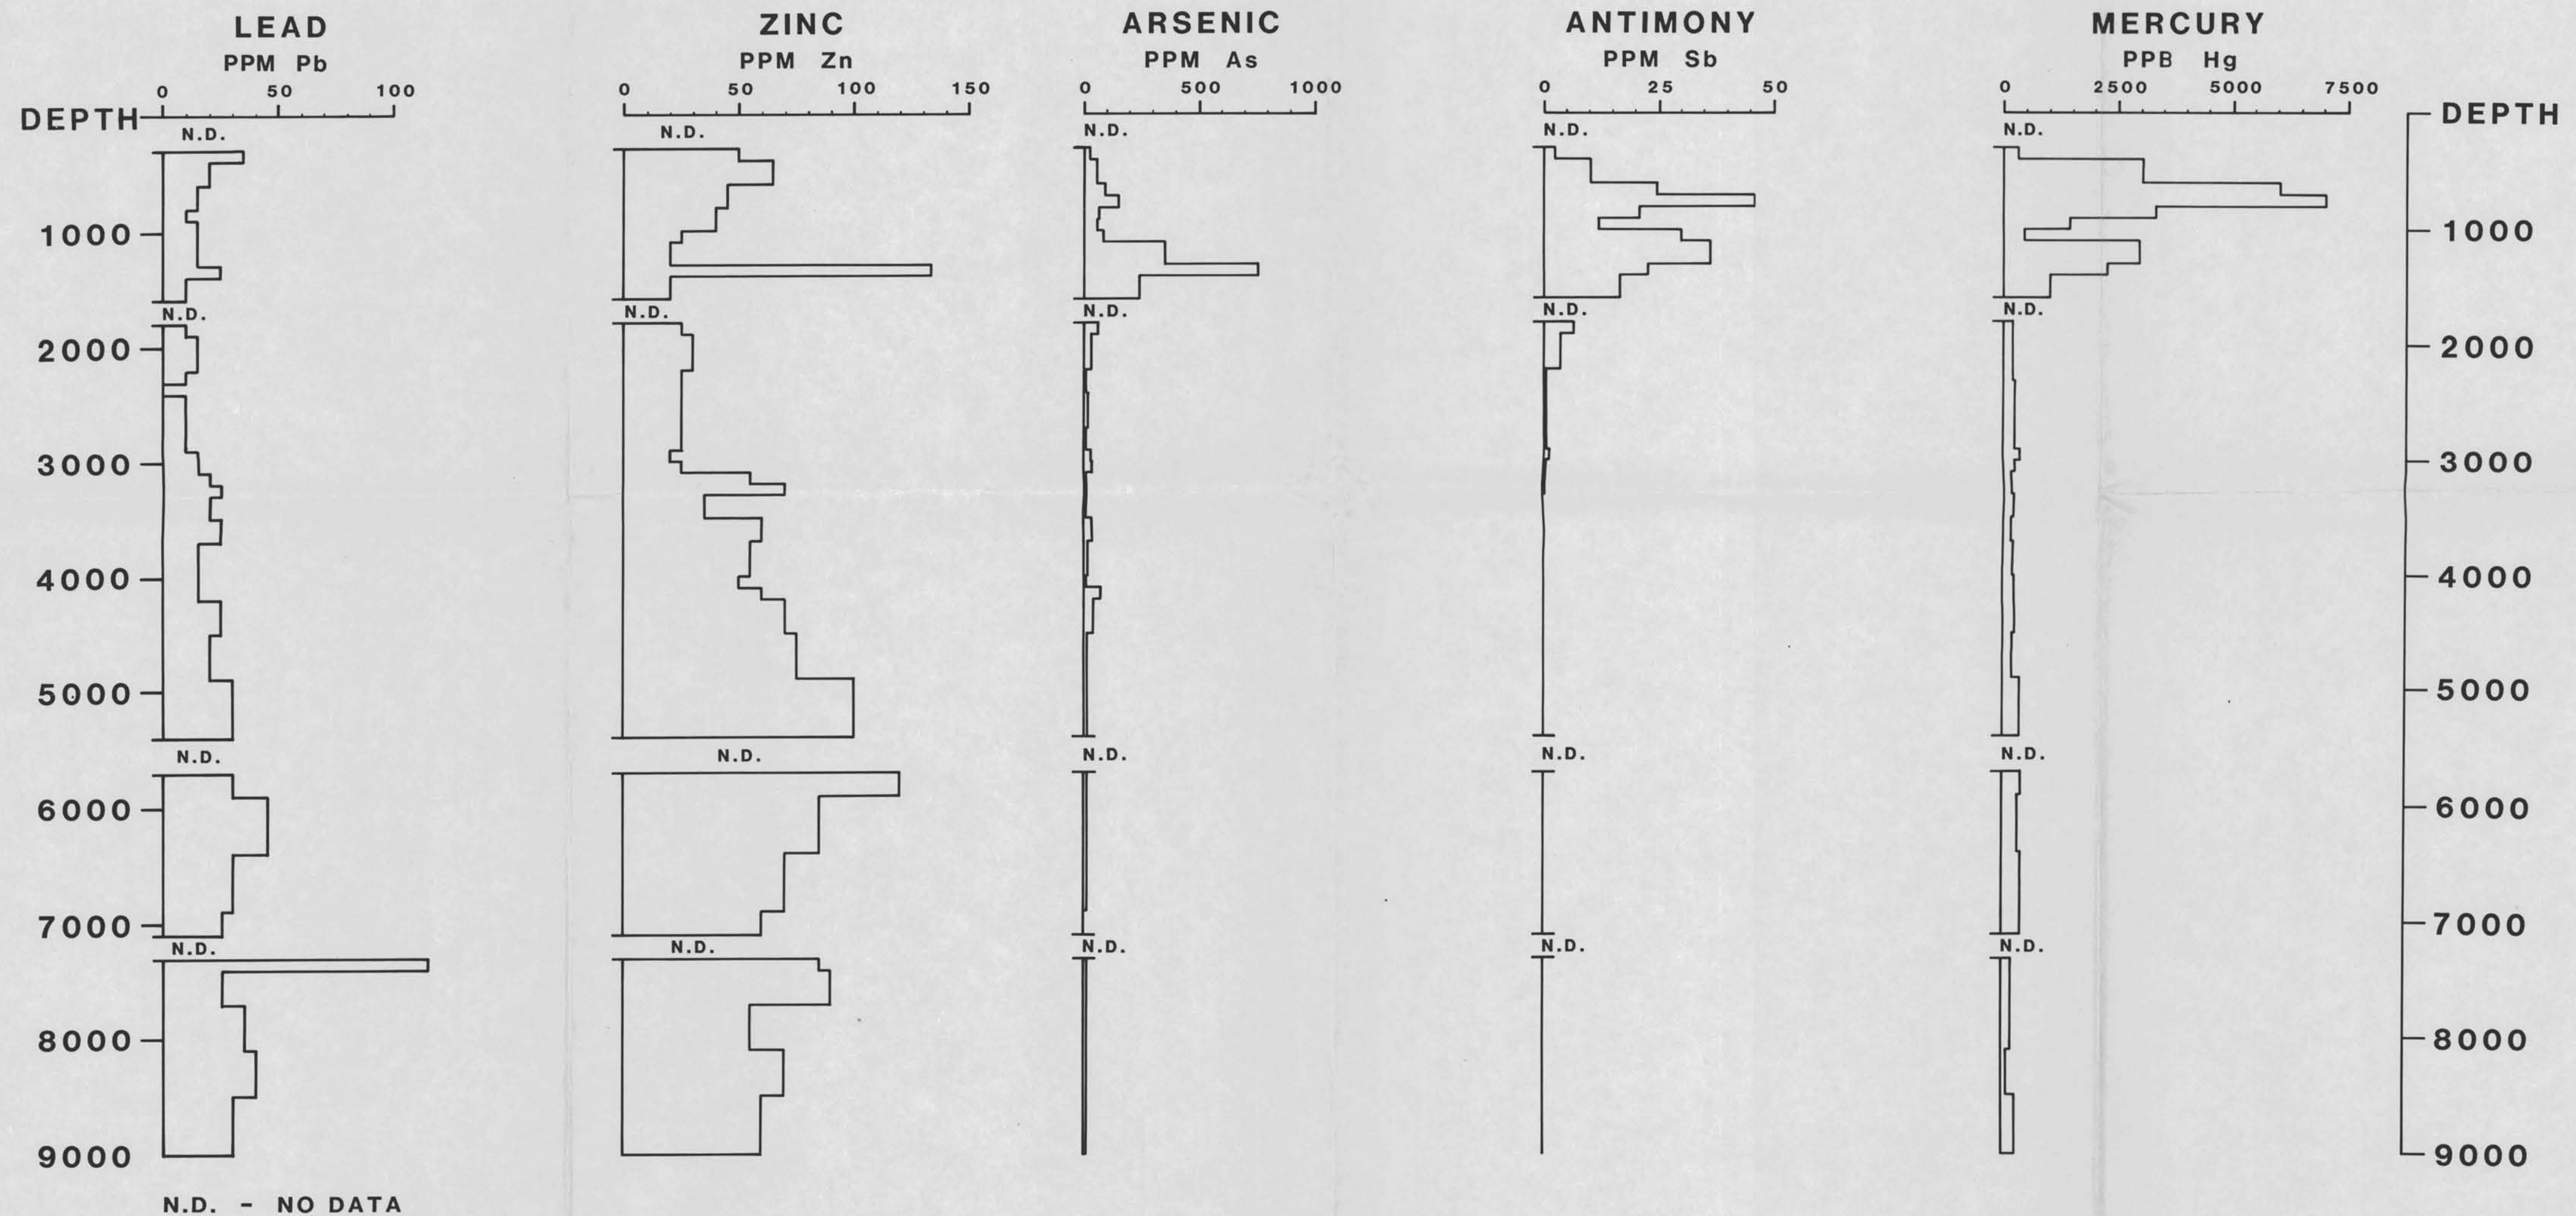 LEAD ZINC ARSENIC ANTIMONY MERCURY
PPM Pb PPM Zn PPM As PPM Sb PPB Hg
0 50 100 0 50 100 150 0 500 1000 0 25 50 0 2500 5000 7500
DEPTH DEPTH
N.D. N.D. N.D. N.D. N.D.
1000 1000
N.D. N.D. N.D. N.D. N.D.
2000 2000
3000 3000
4000 4000
5000 5000
N.D. N.D. N.D. N.D. N.D.
6000 6000
7000 7000
N.D. N.D. N.D. N.D. N.D.
8000 8000
9000 9000
N.D. - NO DATA